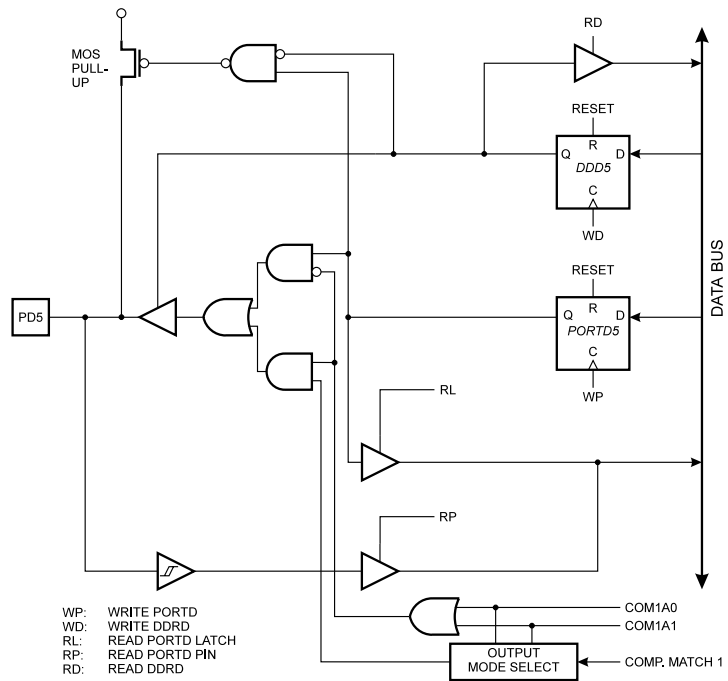 RD
MOS
PULL-
UP
RESET
R
Q
D
DDD5
C
WD
RESET
R
Q
D
PORTD5
C
WP
PD5
DATA BUS
RL
RP
WP: WRITE PORTD
WD: WRITE DDRD
RL: READ PORTD LATCH
RP: READ PORTD PIN
RD: READ DDRD
COM1A0
COM1A1
OUTPUT
MODE SELECT
COMP. MATCH 1